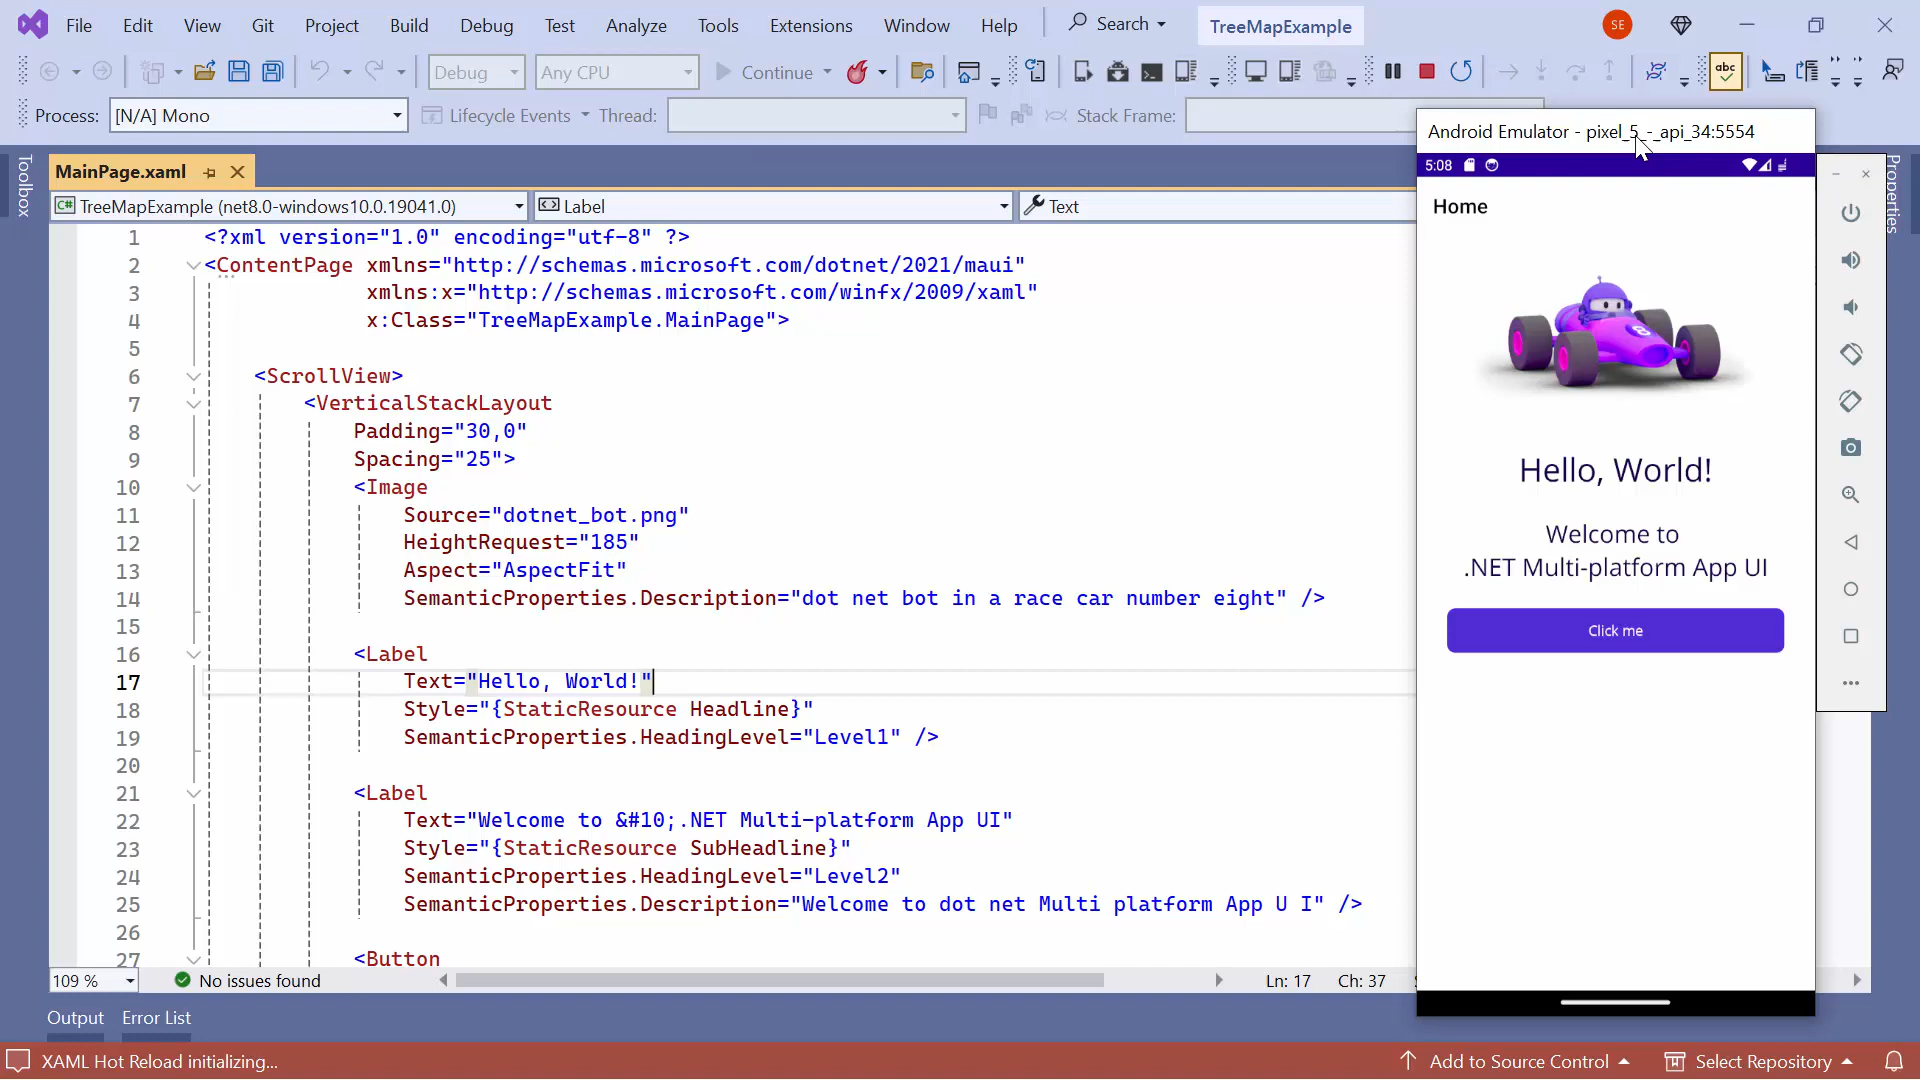 File Edit View Git Project Build Debug Test Analyze Tools Extensions Window Help Search TreeMapExample SE
Debug Any CPU Continue abc
Process: [N/A] Mono Lifecycle Events Thread: Stack Frame:
Toolbox
MainPage.xaml
TreeMapExample (net8.0-windows10.0.19041.0) Label Text
1 <?xml version="1.0" encoding="utf-8" ?>
2 <ContentPage xmlns="http://schemas.microsoft.com/dotnet/2021/maui"
3 xmlns:x="http://schemas.microsoft.com/winfx/2009/xaml"
4 x:Class="TreeMapExample.MainPage">
5
6 <ScrollView>
7 <VerticalStackLayout
8 Padding="30,0"
9 Spacing="25">
10 <Image
11 Source="dotnet_bot.png"
12 HeightRequest="185"
13 Aspect="AspectFit"
14 SemanticProperties.Description="dot net bot in a race car number eight" />
15
16 <Label
17 Text="Hello, World!"
18 Style="{StaticResource Headline}"
19 SemanticProperties.HeadingLevel="Level1" />
20
21 <Label
22 Text="Welcome to &#10;.NET Multi-platform App UI"
23 Style="{StaticResource SubHeadline}"
24 SemanticProperties.HeadingLevel="Level2"
25 SemanticProperties.Description="Welcome to dot net Multi platform App U I" />
26
27 <Button
109 % No issues found Ln: 17 Ch: 37
Output Error List
XAML Hot Reload initializing... Add to Source Control Select Repository
Android Emulator - pixel_5_-_api_34:5554
5:08
Home
Hello, World!
Welcome to
.NET Multi-platform App UI
Click me
Properties